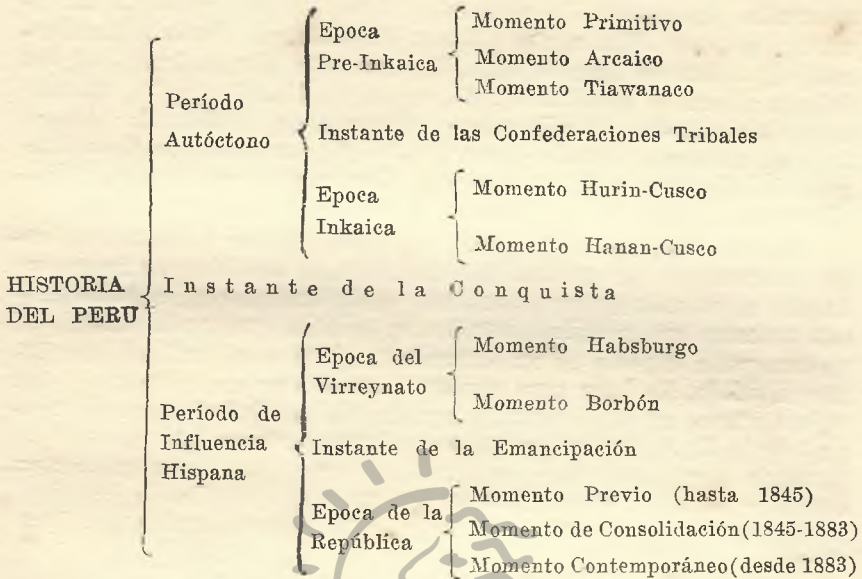 HISTORIA
DEL PERU
Período
Autóctono
Epoca
Pre-Inkaica
Momento Primitivo
Momento Arcaico
Momento Tiawanaco
Instante de las Confederaciones Tribales
Epoca
Inkaica
Momento Hurin-Cusco
Momento Hanan-Cusco
Instante de la Conquista
Período de
Influencia
Hispana
Epoca del
Virreynato
Momento Habsburgo
Momento Borbón
Instante de la Emancipación
Epoca de la
República
Momento Previo (hasta 1845)
Momento de Consolidación (1845-1883)
Momento Contemporáneo (desde 1883)